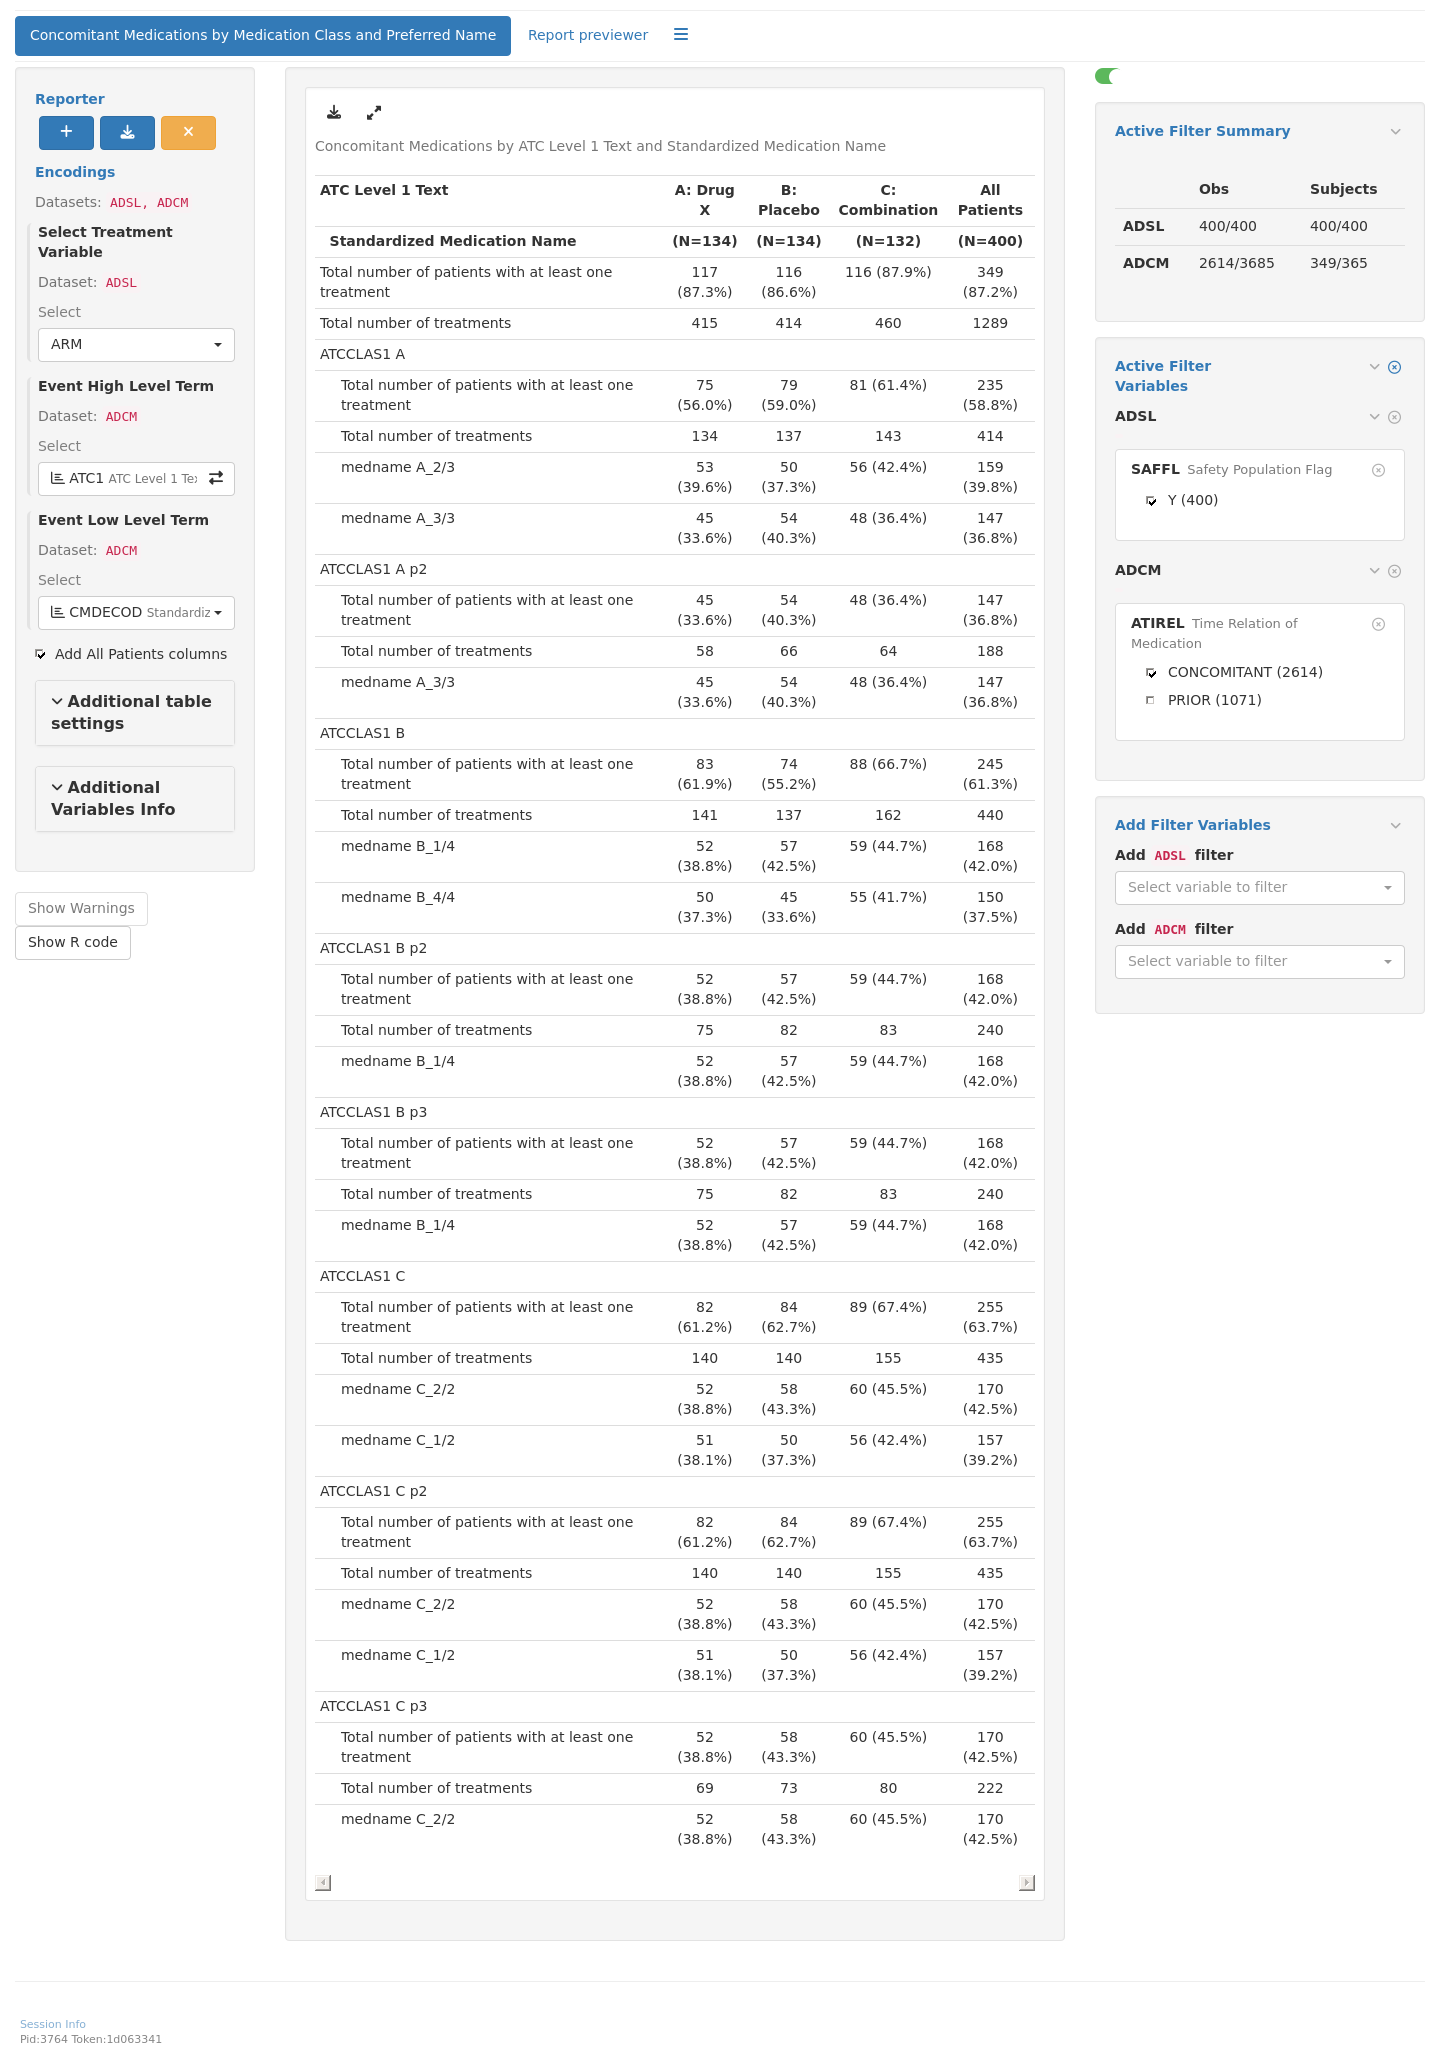 Concomitant Medications by Medication Class and Preferred Name
Report previewer
Reporter
Encodings
Datasets: ADSL, ADCM
Select Treatment
Variable
Dataset: ADSL
Select
ARM
Event High Level Term
Dataset: ADCM
Select
ATC1 ATC Level 1 Tex
Event Low Level Term
Dataset: ADCM
Select
CMDECOD Standardiz
Add All Patients columns
Additional table
settings
Additional
Variables Info
Show Warnings
Show R code
Concomitant Medications by ATC Level 1 Text and Standardized Medication Name
ATC Level 1 Text A: Drug B: C: All
X Placebo Combination Patients
Standardized Medication Name (N=134) (N=134) (N=132) (N=400)
Total number of patients with at least one 117 116 116 (87.9%) 349
treatment (87.3%) (86.6%) (87.2%)
Total number of treatments 415 414 460 1289
ATCCLAS1 A
Total number of patients with at least one 75 79 81 (61.4%) 235
treatment (56.0%) (59.0%) (58.8%)
Total number of treatments 134 137 143 414
medname A_2/3 53 50 56 (42.4%) 159
(39.6%) (37.3%) (39.8%)
medname A_3/3 45 54 48 (36.4%) 147
(33.6%) (40.3%) (36.8%)
ATCCLAS1 A p2
Total number of patients with at least one 45 54 48 (36.4%) 147
treatment (33.6%) (40.3%) (36.8%)
Total number of treatments 58 66 64 188
medname A_3/3 45 54 48 (36.4%) 147
(33.6%) (40.3%) (36.8%)
ATCCLAS1 B
Total number of patients with at least one 83 74 88 (66.7%) 245
treatment (61.9%) (55.2%) (61.3%)
Total number of treatments 141 137 162 440
medname B_1/4 52 57 59 (44.7%) 168
(38.8%) (42.5%) (42.0%)
medname B_4/4 50 45 55 (41.7%) 150
(37.3%) (33.6%) (37.5%)
ATCCLAS1 B p2
Total number of patients with at least one 52 57 59 (44.7%) 168
treatment (38.8%) (42.5%) (42.0%)
Total number of treatments 75 82 83 240
medname B_1/4 52 57 59 (44.7%) 168
(38.8%) (42.5%) (42.0%)
ATCCLAS1 B p3
Total number of patients with at least one 52 57 59 (44.7%) 168
treatment (38.8%) (42.5%) (42.0%)
Total number of treatments 75 82 83 240
medname B_1/4 52 57 59 (44.7%) 168
(38.8%) (42.5%) (42.0%)
ATCCLAS1 C
Total number of patients with at least one 82 84 89 (67.4%) 255
treatment (61.2%) (62.7%) (63.7%)
Total number of treatments 140 140 155 435
medname C_2/2 52 58 60 (45.5%) 170
(38.8%) (43.3%) (42.5%)
medname C_1/2 51 50 56 (42.4%) 157
(38.1%) (37.3%) (39.2%)
ATCCLAS1 C p2
Total number of patients with at least one 82 84 89 (67.4%) 255
treatment (61.2%) (62.7%) (63.7%)
Total number of treatments 140 140 155 435
medname C_2/2 52 58 60 (45.5%) 170
(38.8%) (43.3%) (42.5%)
medname C_1/2 51 50 56 (42.4%) 157
(38.1%) (37.3%) (39.2%)
ATCCLAS1 C p3
Total number of patients with at least one 52 58 60 (45.5%) 170
treatment (38.8%) (43.3%) (42.5%)
Total number of treatments 69 73 80 222
medname C_2/2 52 58 60 (45.5%) 170
(38.8%) (43.3%) (42.5%)
Active Filter Summary
Obs Subjects
ADSL 400/400 400/400
ADCM 2614/3685 349/365
Active Filter
Variables
ADSL
SAFFL Safety Population Flag
Y (400)
ADCM
ATIREL Time Relation of
Medication
CONCOMITANT (2614)
PRIOR (1071)
Add Filter Variables
Add ADSL filter
Select variable to filter
Add ADCM filter
Select variable to filter
Session Info
Pid:3764 Token:1d063341